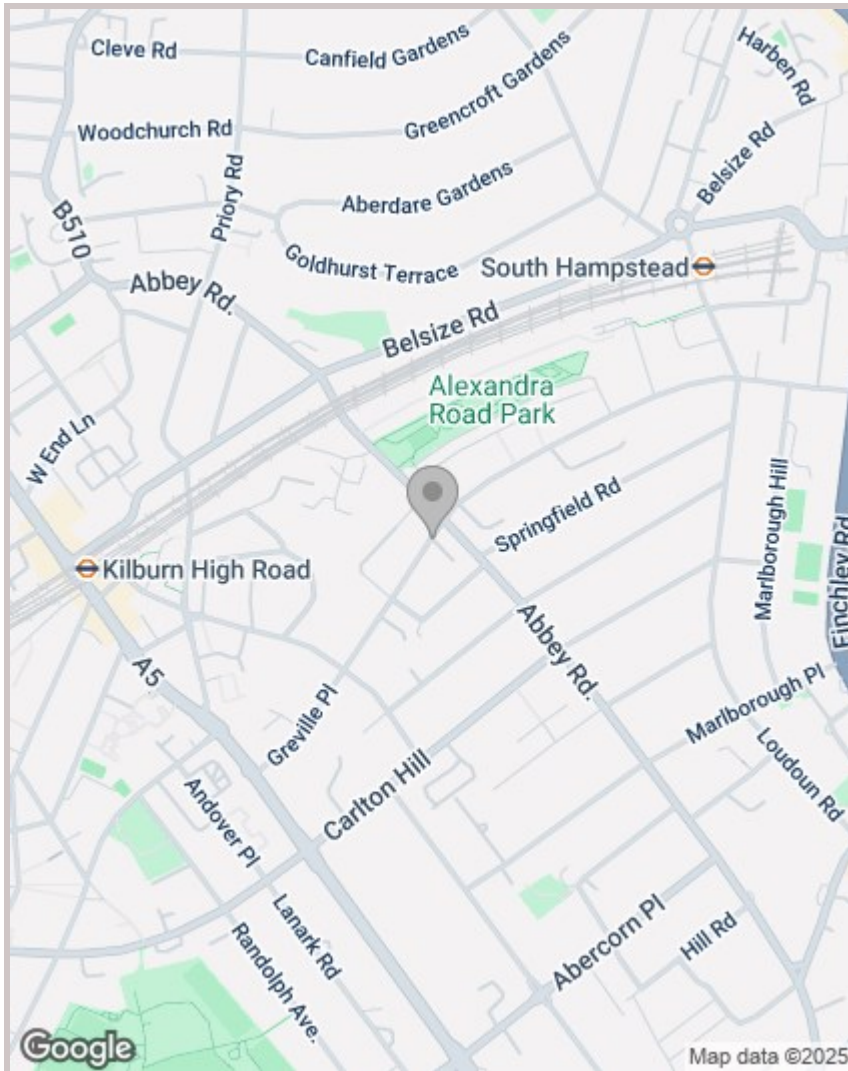 Cleve Rd
Canfield Gardens
Harben Rd
Woodchurch Rd
Greencroft Gardens
Belsize Rd
Priory Rd
Aberdare Gardens
B510
Goldhurst Terrace
South Hampstead
Abbey Rd.
Belsize Rd
Alexandra
Road Park
W End Ln
Springfield Rd
Marlborough Hill
Finchley Rd
Kilburn High Road
Abbey Rd.
A5
Greville Pl
Marlborough Pl
Loudoun Rd
Carlton Hill
Andover Pl
Lanark Rd
Abercorn Pl
Hill Rd
Randolph Ave.
Google
Map data ©2025